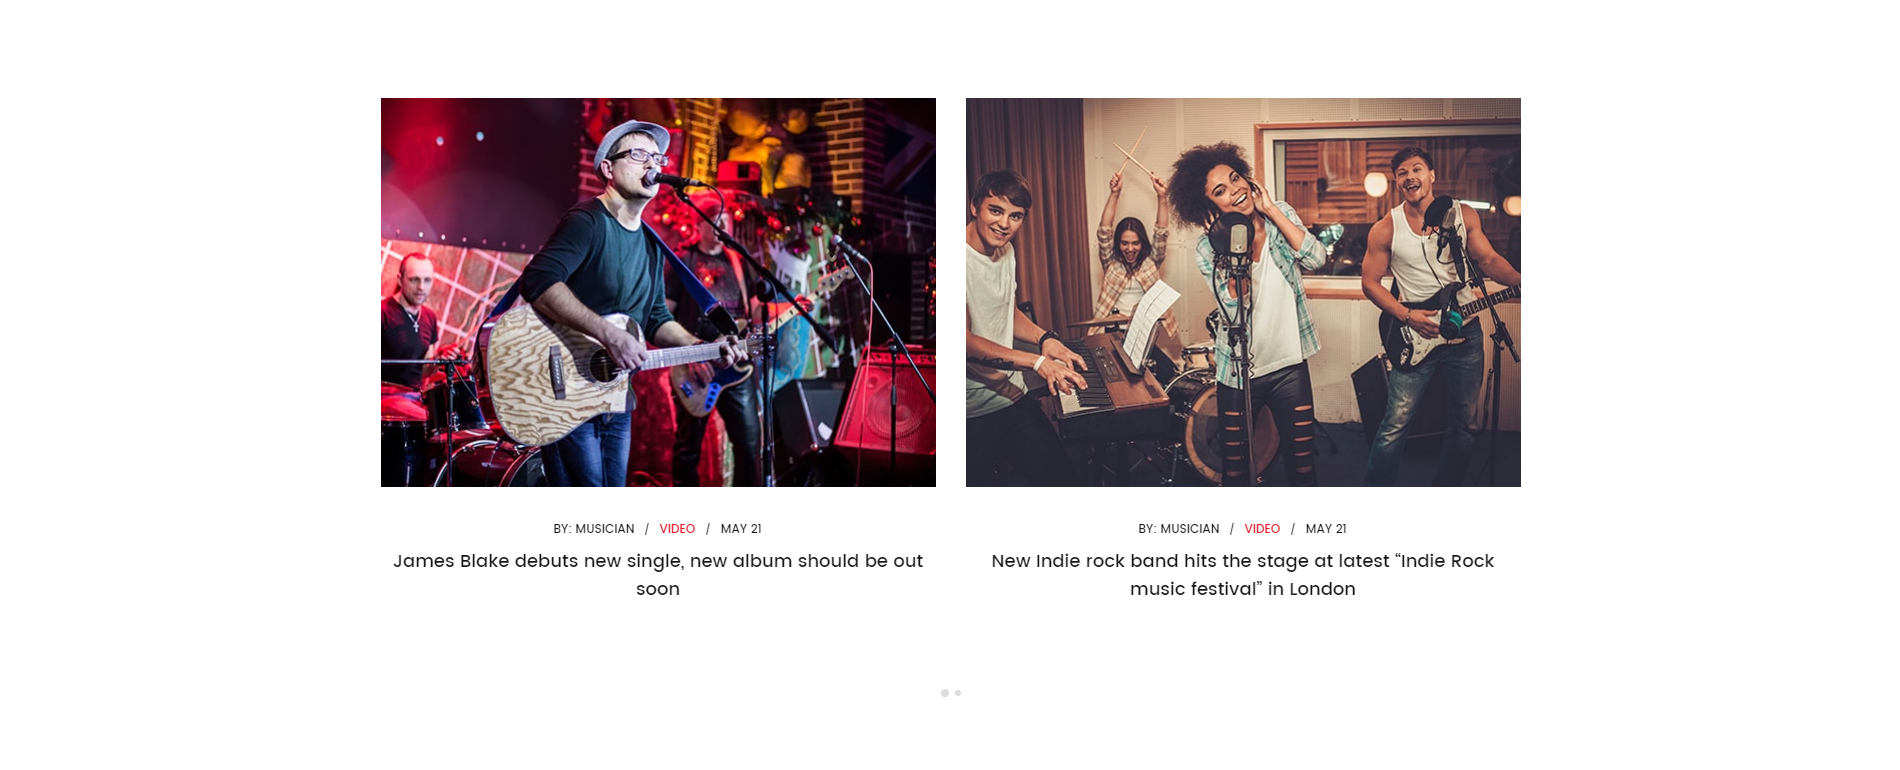 BY: MUSICIAN / VIDEO / MAY 21
James Blake debuts new single, new album should be out
soon
BY: MUSICIAN / VIDEO / MAY 21
New Indie rock band hits the stage at latest “Indie Rock
music festival” in London